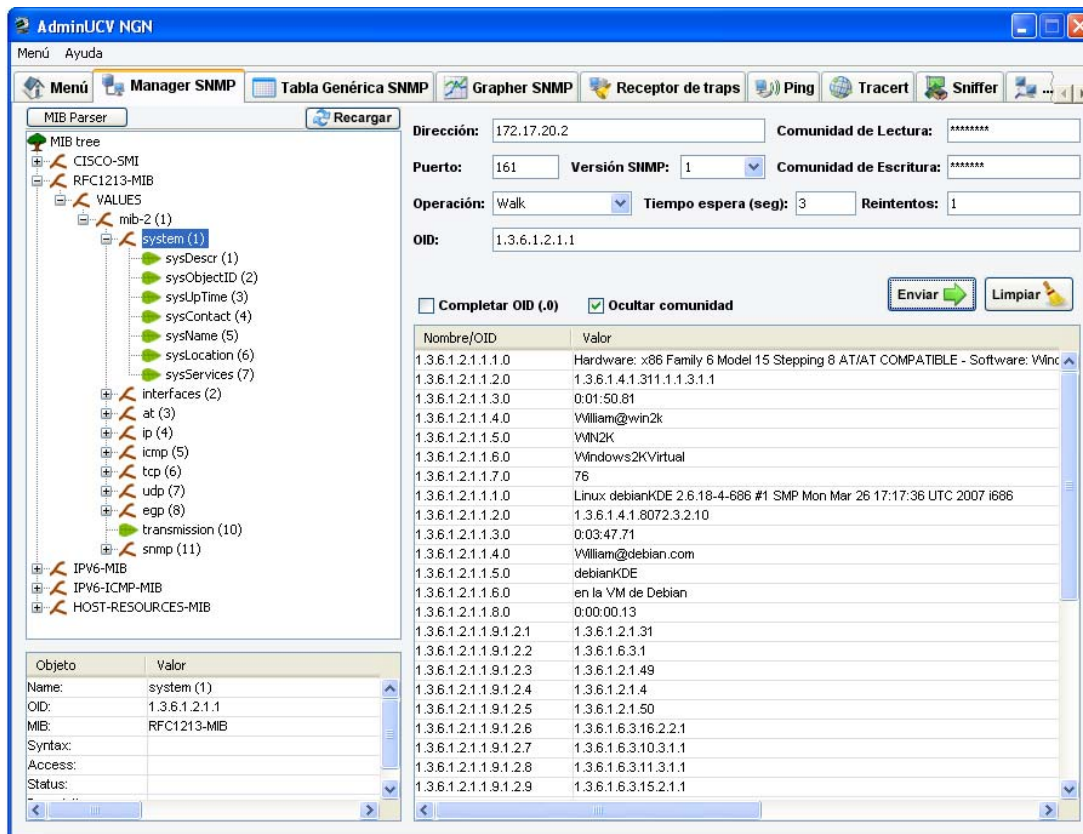 AdminUCV NGN
Menú Ayuda
Menú Manager SNMP Tabla Genérica SNMP Grapher SNMP Receptor de traps Ping Tracert Sniffer ...
MIB Parser Recargar
MIB tree
CISCO-SMI
RFC1213-MIB
VALUES
mib-2 (1)
system (1)
sysDescr (1)
sysObjectID (2)
sysUpTime (3)
sysContact (4)
sysName (5)
sysLocation (6)
sysServices (7)
interfaces (2)
at (3)
ip (4)
icmp (5)
tcp (6)
udp (7)
egp (8)
transmission (10)
snmp (11)
IPV6-MIB
IPV6-ICMP-MIB
HOST-RESOURCES-MIB
Objeto Valor
Name: system (1)
OID: 1.3.6.1.2.1.1
MIB: RFC1213-MIB
Syntax:
Access:
Status:
Dirección: 172.17.20.2 Comunidad de Lectura: ********
Puerto: 161 Versión SNMP: 1 Comunidad de Escritura: *******
Operación: Walk Tiempo espera (seg): 3 Reintentos: 1
OID: 1.3.6.1.2.1.1
Completar OID (.0) Ocultar comunidad Enviar Limpiar
Nombre/OID Valor
1.3.6.1.2.1.1.1.0 Hardware: x86 Family 6 Model 15 Stepping 8 AT/AT COMPATIBLE - Software: Winc
1.3.6.1.2.1.1.2.0 1.3.6.1.4.1.311.1.1.3.1.1
1.3.6.1.2.1.1.3.0 0:01:50.81
1.3.6.1.2.1.1.4.0 William@win2k
1.3.6.1.2.1.1.5.0 WIN2K
1.3.6.1.2.1.1.6.0 Windows2KVirtual
1.3.6.1.2.1.1.7.0 76
1.3.6.1.2.1.1.1.0 Linux debianKDE 2.6.18-4-686 #1 SMP Mon Mar 26 17:17:36 UTC 2007 i686
1.3.6.1.2.1.1.2.0 1.3.6.1.4.1.8072.3.2.10
1.3.6.1.2.1.1.3.0 0:03:47.71
1.3.6.1.2.1.1.4.0 William@debian.com
1.3.6.1.2.1.1.5.0 debianKDE
1.3.6.1.2.1.1.6.0 en la VM de Debian
1.3.6.1.2.1.1.8.0 0:00:00.13
1.3.6.1.2.1.1.9.1.2.1 1.3.6.1.2.1.31
1.3.6.1.2.1.1.9.1.2.2 1.3.6.1.6.3.1
1.3.6.1.2.1.1.9.1.2.3 1.3.6.1.2.1.49
1.3.6.1.2.1.1.9.1.2.4 1.3.6.1.2.1.4
1.3.6.1.2.1.1.9.1.2.5 1.3.6.1.2.1.50
1.3.6.1.2.1.1.9.1.2.6 1.3.6.1.6.3.16.2.2.1
1.3.6.1.2.1.1.9.1.2.7 1.3.6.1.6.3.10.3.1.1
1.3.6.1.2.1.1.9.1.2.8 1.3.6.1.6.3.11.3.1.1
1.3.6.1.2.1.1.9.1.2.9 1.3.6.1.6.3.15.2.1.1